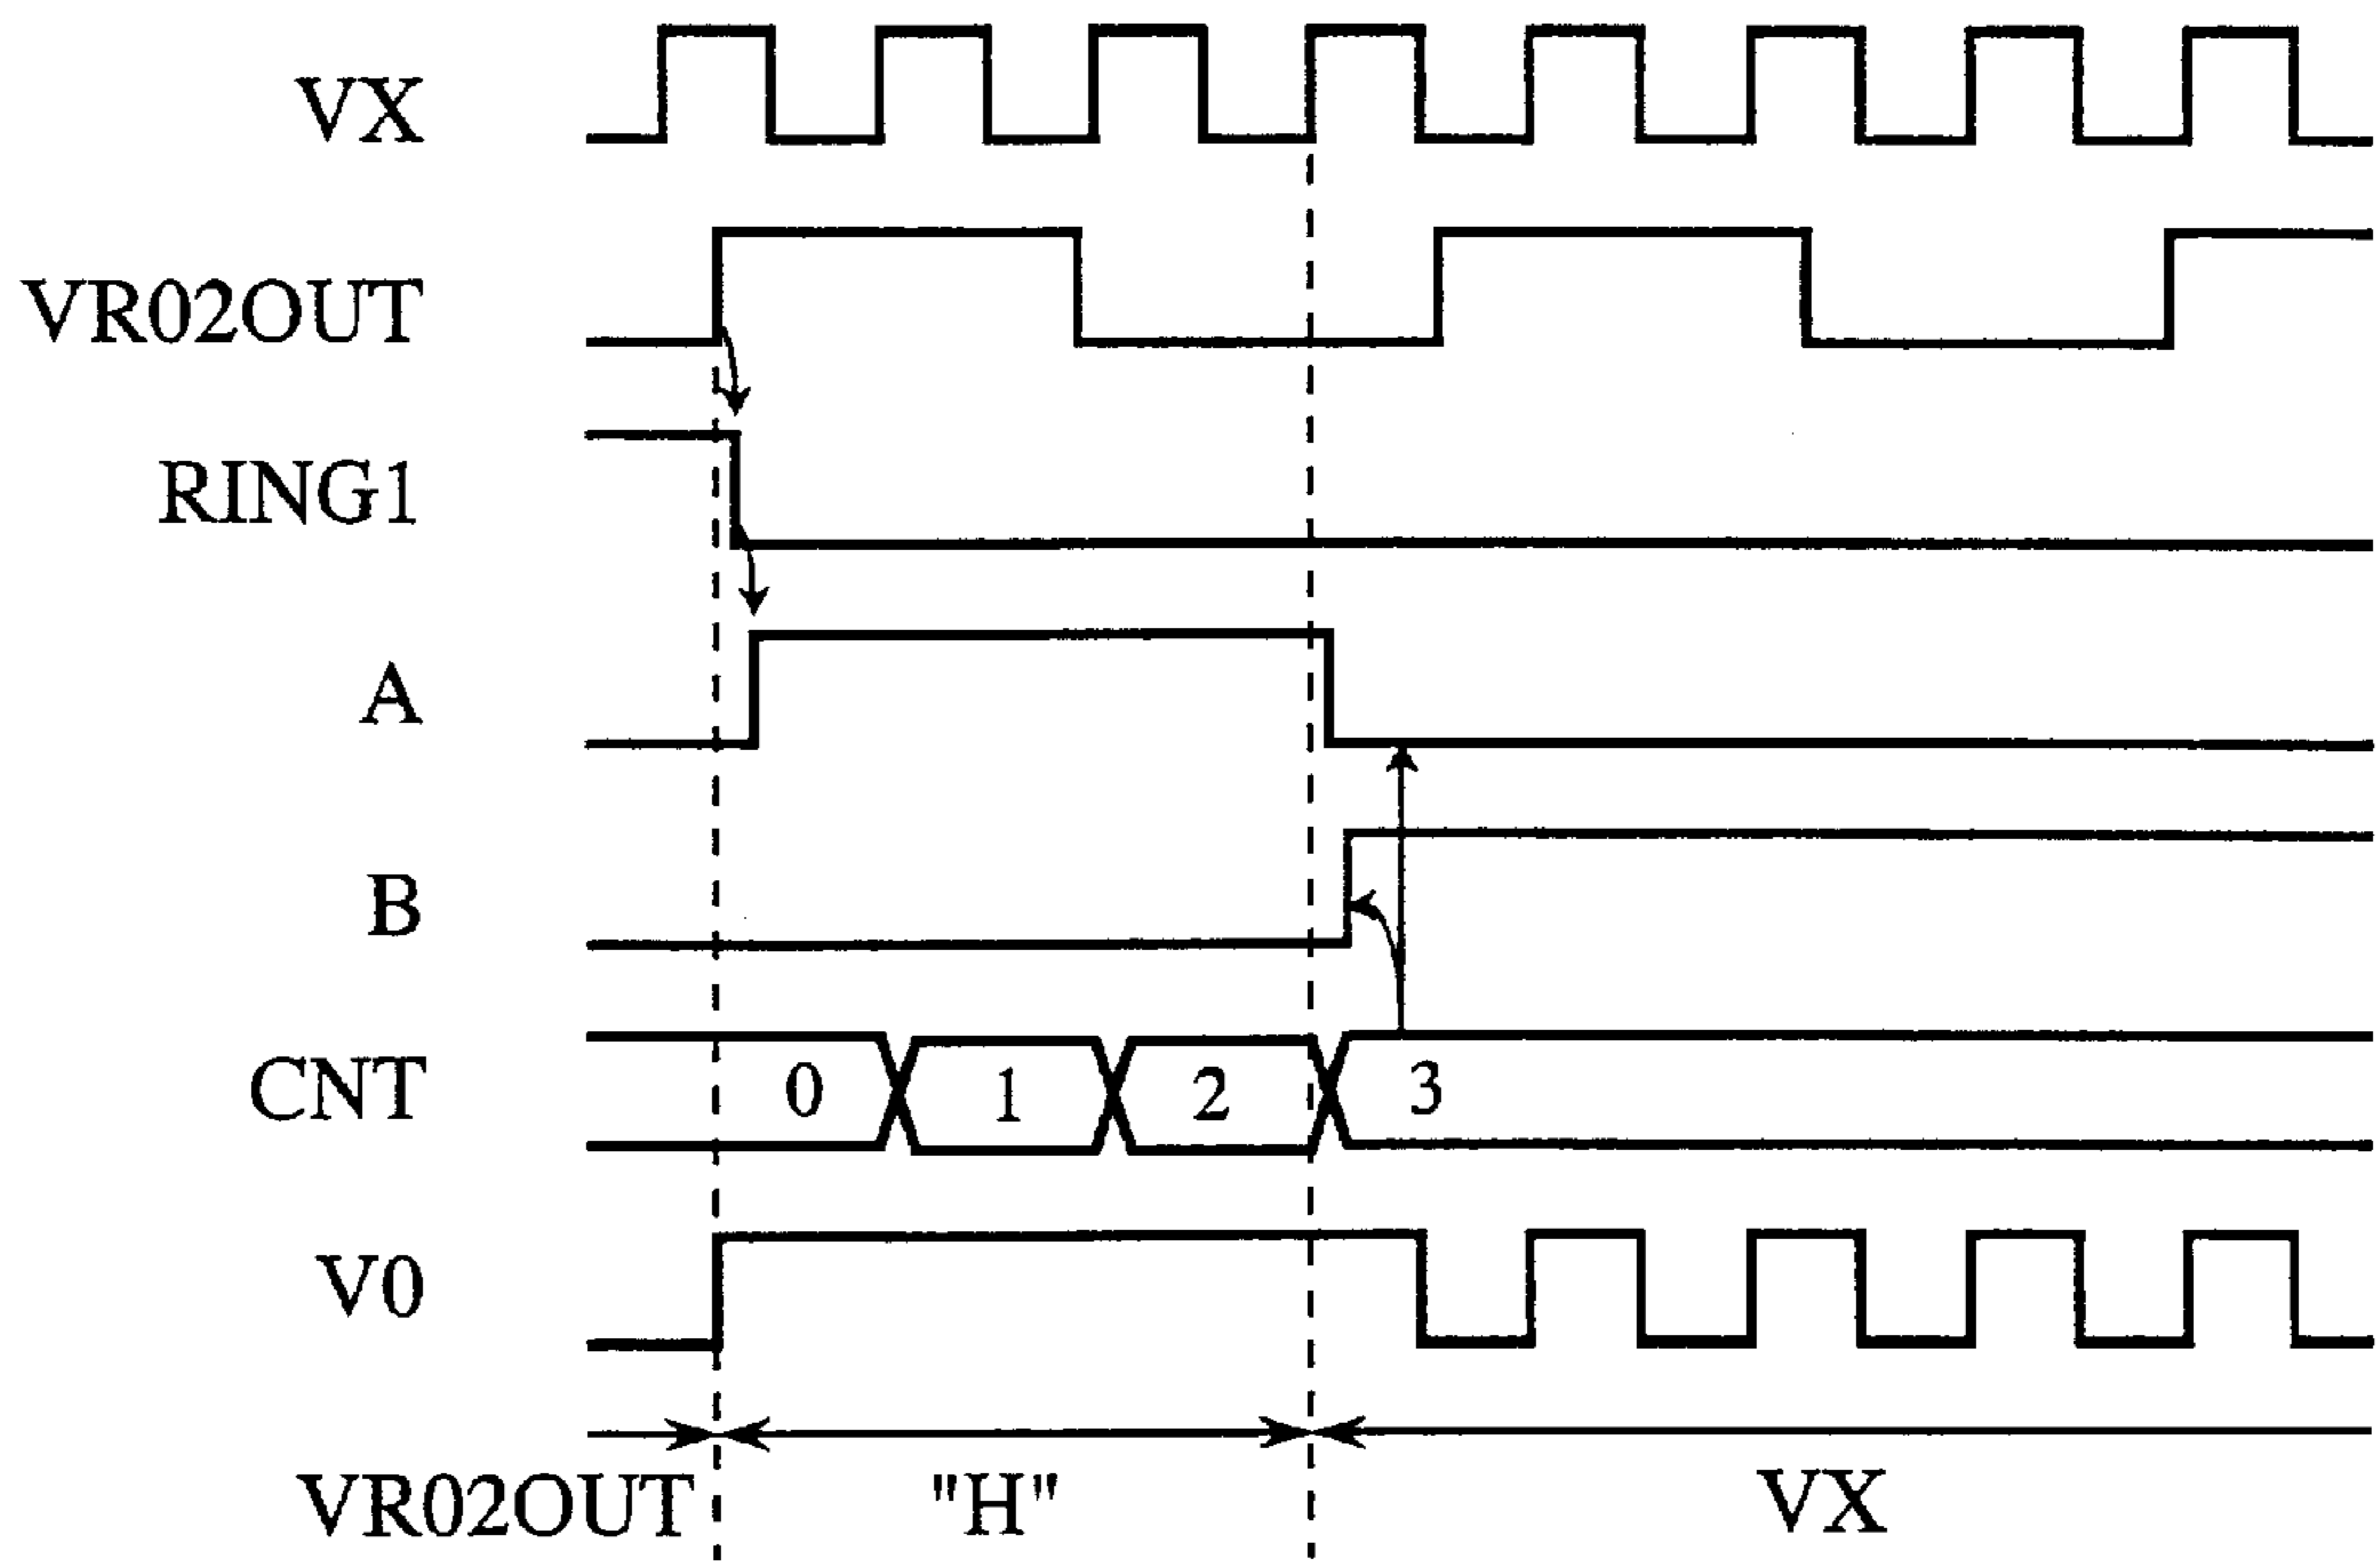 VX
VR02OUT
RING1
A
B
CNT 0 1 2 3
V0
VR02OUT "H" VX